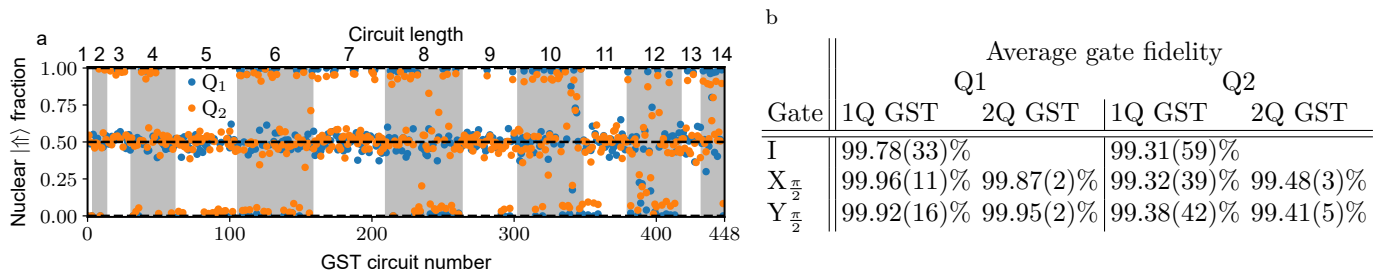 a
Circuit length
1 2 3 4 5 6 7 8 9 10 11 12 13 14
Nuclear |⇑⟩ fraction
1.00
0.75
0.50
0.25
0.00
Q₁
Q₂
0 100 200 300 400 448
GST circuit number
b
Average gate fidelity
Q1 Q2
Gate 1Q GST 2Q GST 1Q GST 2Q GST
I 99.78(33)% 99.31(59)%
X π/2 99.96(11)% 99.87(2)% 99.32(39)% 99.48(3)%
Y π/2 99.92(16)% 99.95(2)% 99.38(42)% 99.41(5)%